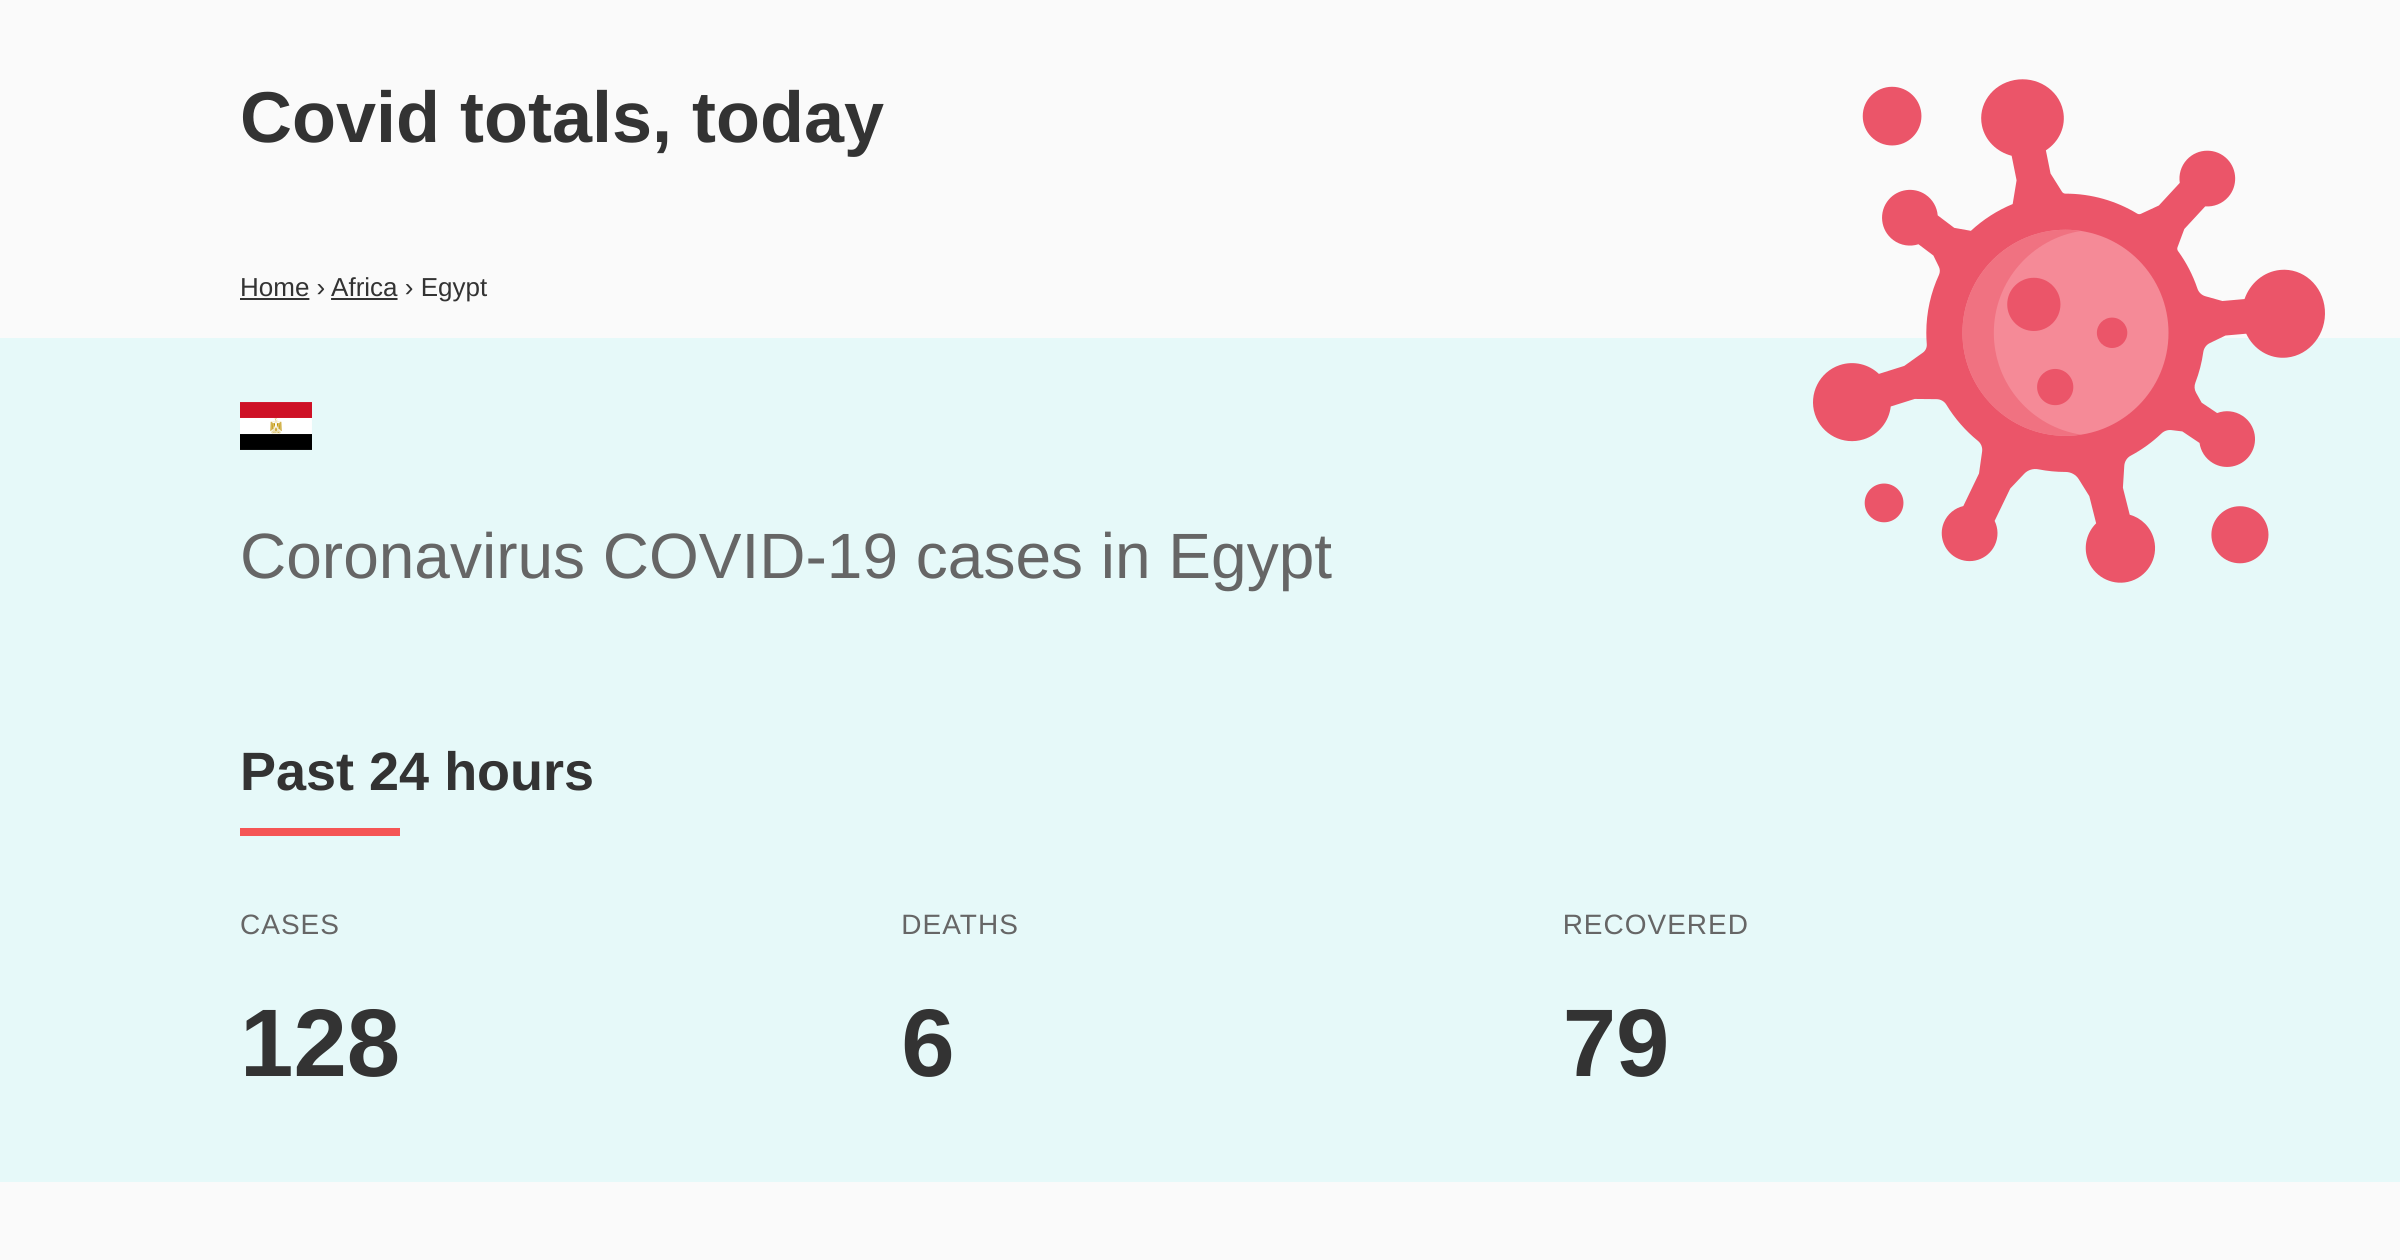 Covid totals, today
Home › Africa › Egypt
Coronavirus COVID-19 cases in Egypt
Past 24 hours
CASES DEATHS RECOVERED
128 6 79